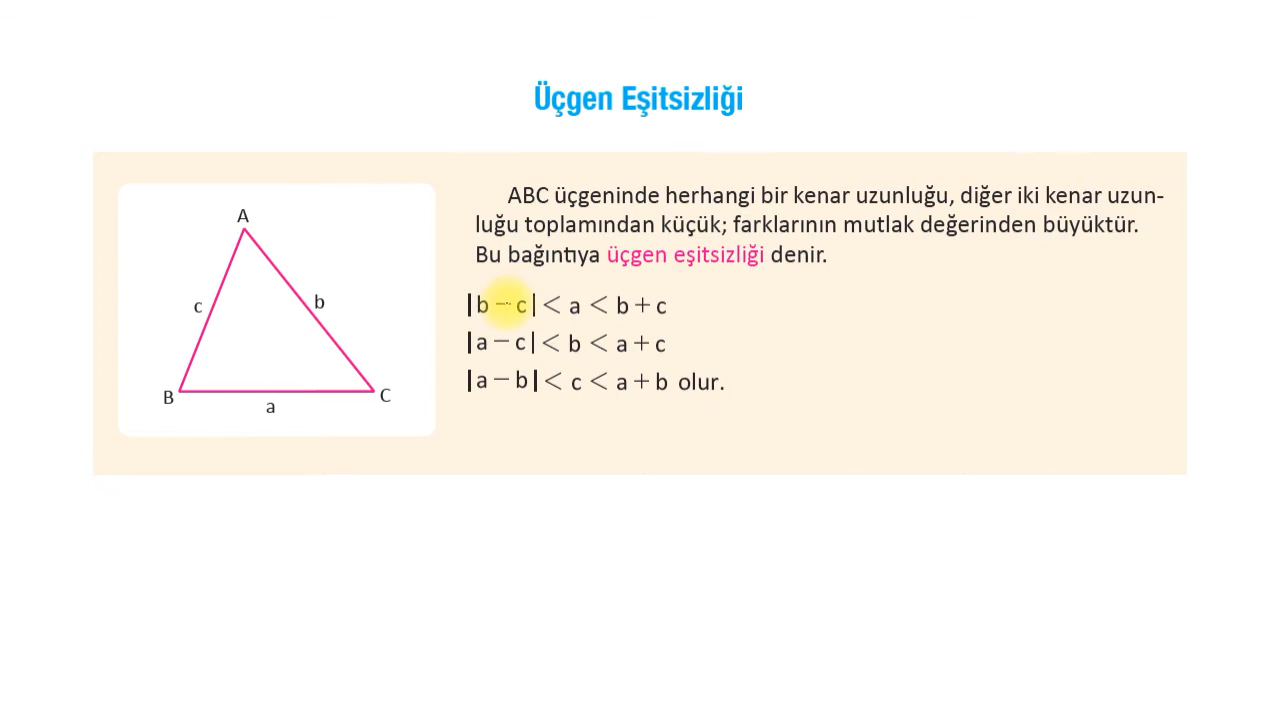 Üçgen Eşitsizliği
A
c
b
B
C
a
ABC üçgeninde herhangi bir kenar uzunluğu, diğer iki kenar uzun-
luğu toplamından küçük; farklarının mutlak değerinden büyüktür.
Bu bağıntıya üçgen eşitsizliği denir.
|b − c| < a < b + c
|a − c| < b < a + c
|a − b| < c < a + b olur.